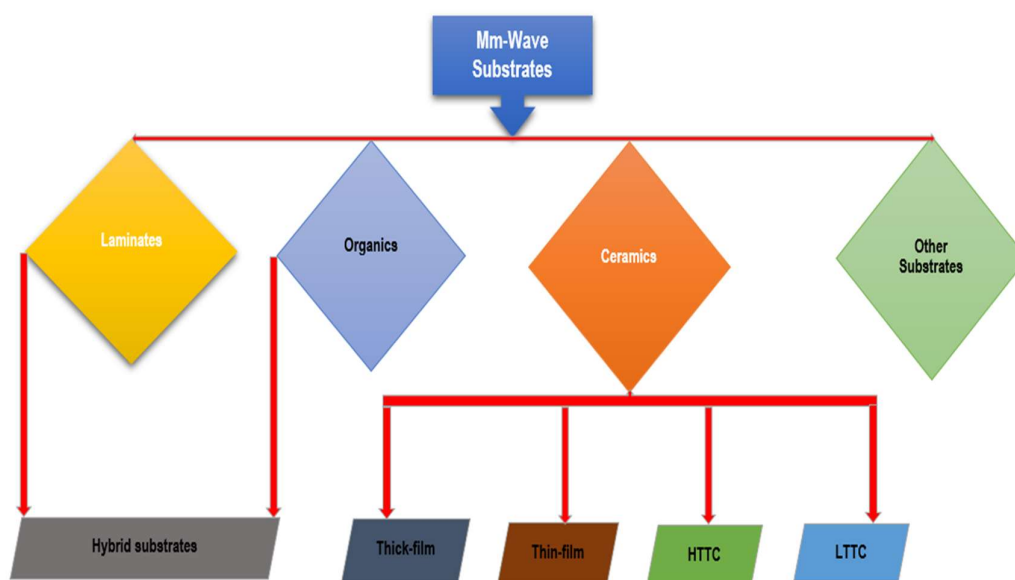 Mm-Wave
Substrates
Laminates
Organics
Ceramics
Other
Substrates
Hybrid substrates
Thick-film
Thin-film
HTTC
LTTC